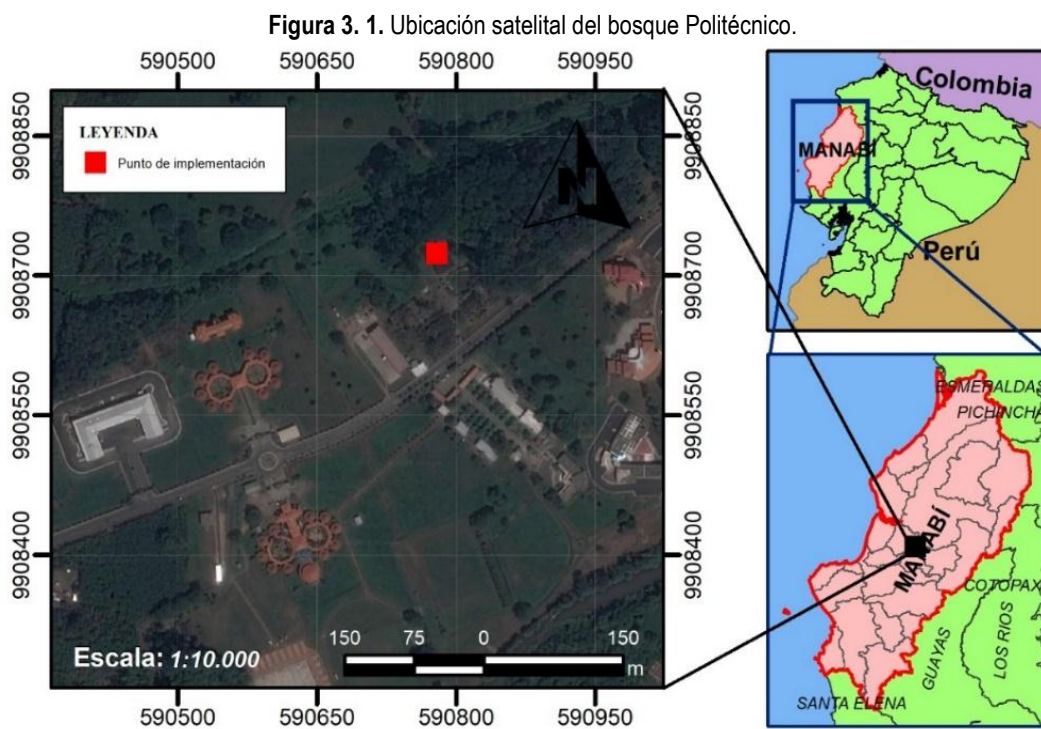 Figura 3. 1. Ubicación satelital del bosque Politécnico.
590500 590650 590800 590950
9908850 9908850
LEYENDA
Punto de implementación
N
9908700 9908700
9908550 9908550
9908400 9908400
Escala: 1:10.000
150 75 0 150
m
590500 590650 590800 590950
Colombia
MANABÍ
Perú
ESMERALDAS
PICHINCHA
MANABÍ
COTOPAX
LOS RIOS
GUAYAS
SANTA ELENA